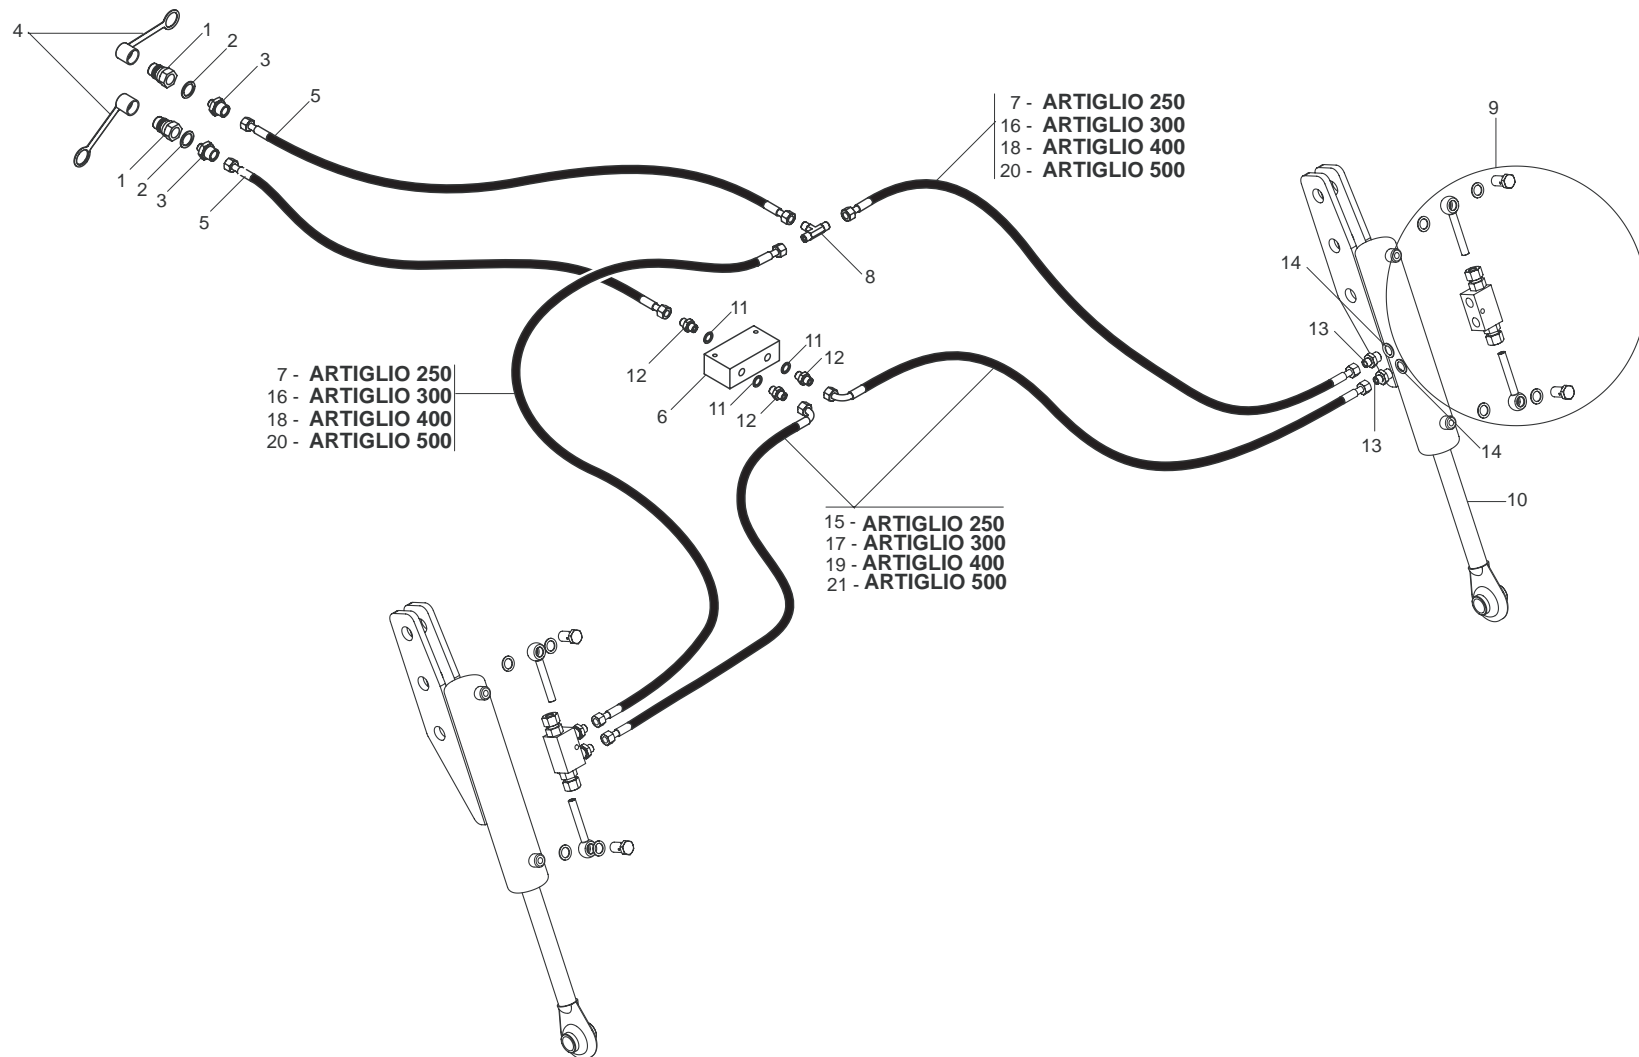 4
1
2
3
5
1
2
3
5
7 - ARTIGLIO 250
16 - ARTIGLIO 300
18 - ARTIGLIO 400
20 - ARTIGLIO 500
9
8
14
13
11
12
11
12
6
11
12
13
14
10
7 - ARTIGLIO 250
16 - ARTIGLIO 300
18 - ARTIGLIO 400
20 - ARTIGLIO 500
15 - ARTIGLIO 250
17 - ARTIGLIO 300
19 - ARTIGLIO 400
21 - ARTIGLIO 500